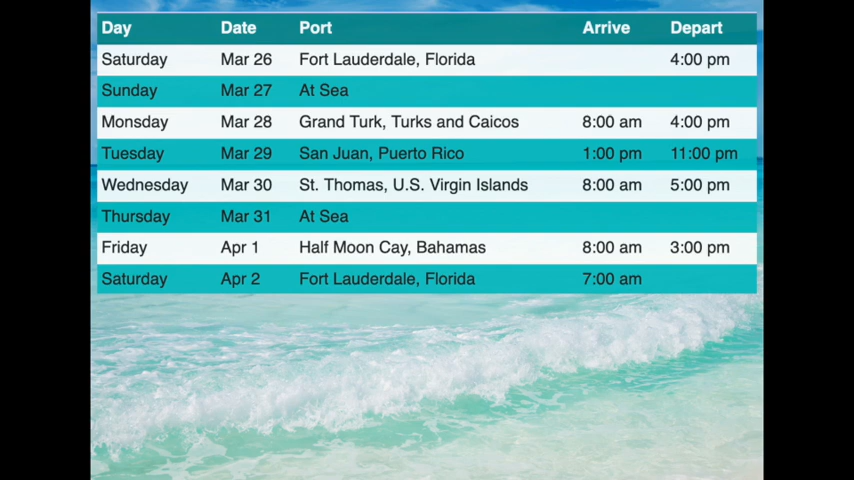 Day Date Port Arrive Depart
Saturday Mar 26 Fort Lauderdale, Florida 4:00 pm
Sunday Mar 27 At Sea
Monsday Mar 28 Grand Turk, Turks and Caicos 8:00 am 4:00 pm
Tuesday Mar 29 San Juan, Puerto Rico 1:00 pm 11:00 pm
Wednesday Mar 30 St. Thomas, U.S. Virgin Islands 8:00 am 5:00 pm
Thursday Mar 31 At Sea
Friday Apr 1 Half Moon Cay, Bahamas 8:00 am 3:00 pm
Saturday Apr 2 Fort Lauderdale, Florida 7:00 am